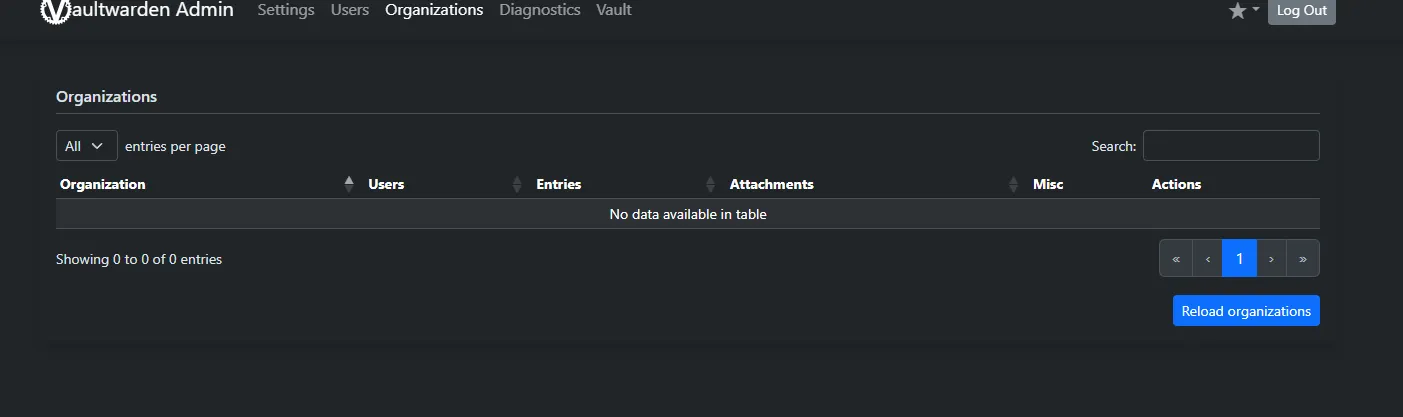 Vaultwarden Admin Settings Users Organizations Diagnostics Vault Log Out
Organizations
All entries per page Search:
Organization Users Entries Attachments Misc Actions
No data available in table
Showing 0 to 0 of 0 entries « ‹ 1 › »
Reload organizations